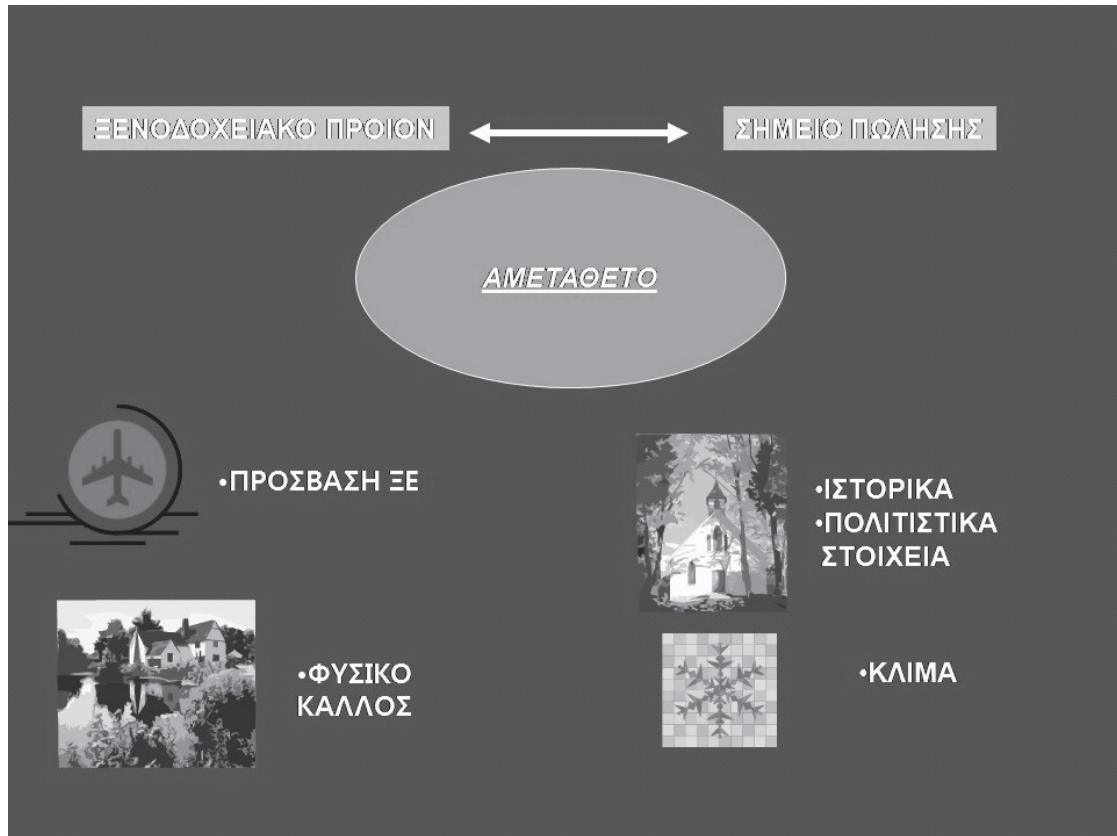 ΞΕΝΟΔΟΧΕΙΑΚΟ ΠΡΟΙΟΝ
ΣΗΜΕΙΟ ΠΩΛΗΣΗΣ
ΑΜΕΤΑΘΕΤΟ
•ΠΡΟΣΒΑΣΗ ΞΕ
•ΙΣΤΟΡΙΚΑ
•ΠΟΛΙΤΙΣΤΙΚΑ
ΣΤΟΙΧΕΙΑ
•ΦΥΣΙΚΟ
ΚΑΛΛΟΣ
•ΚΛΙΜΑ